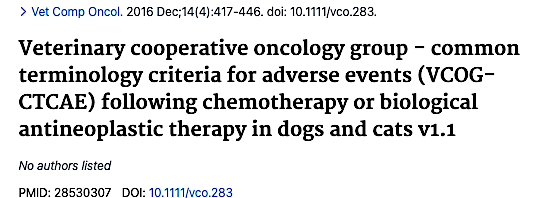 > Vet Comp Oncol. 2016 Dec;14(4):417-446. doi: 10.1111/vco.283.
Veterinary cooperative oncology group - common
terminology criteria for adverse events (VCOG-
CTCAE) following chemotherapy or biological
antineoplastic therapy in dogs and cats v1.1
No authors listed
PMID: 28530307 DOI: 10.1111/vco.283